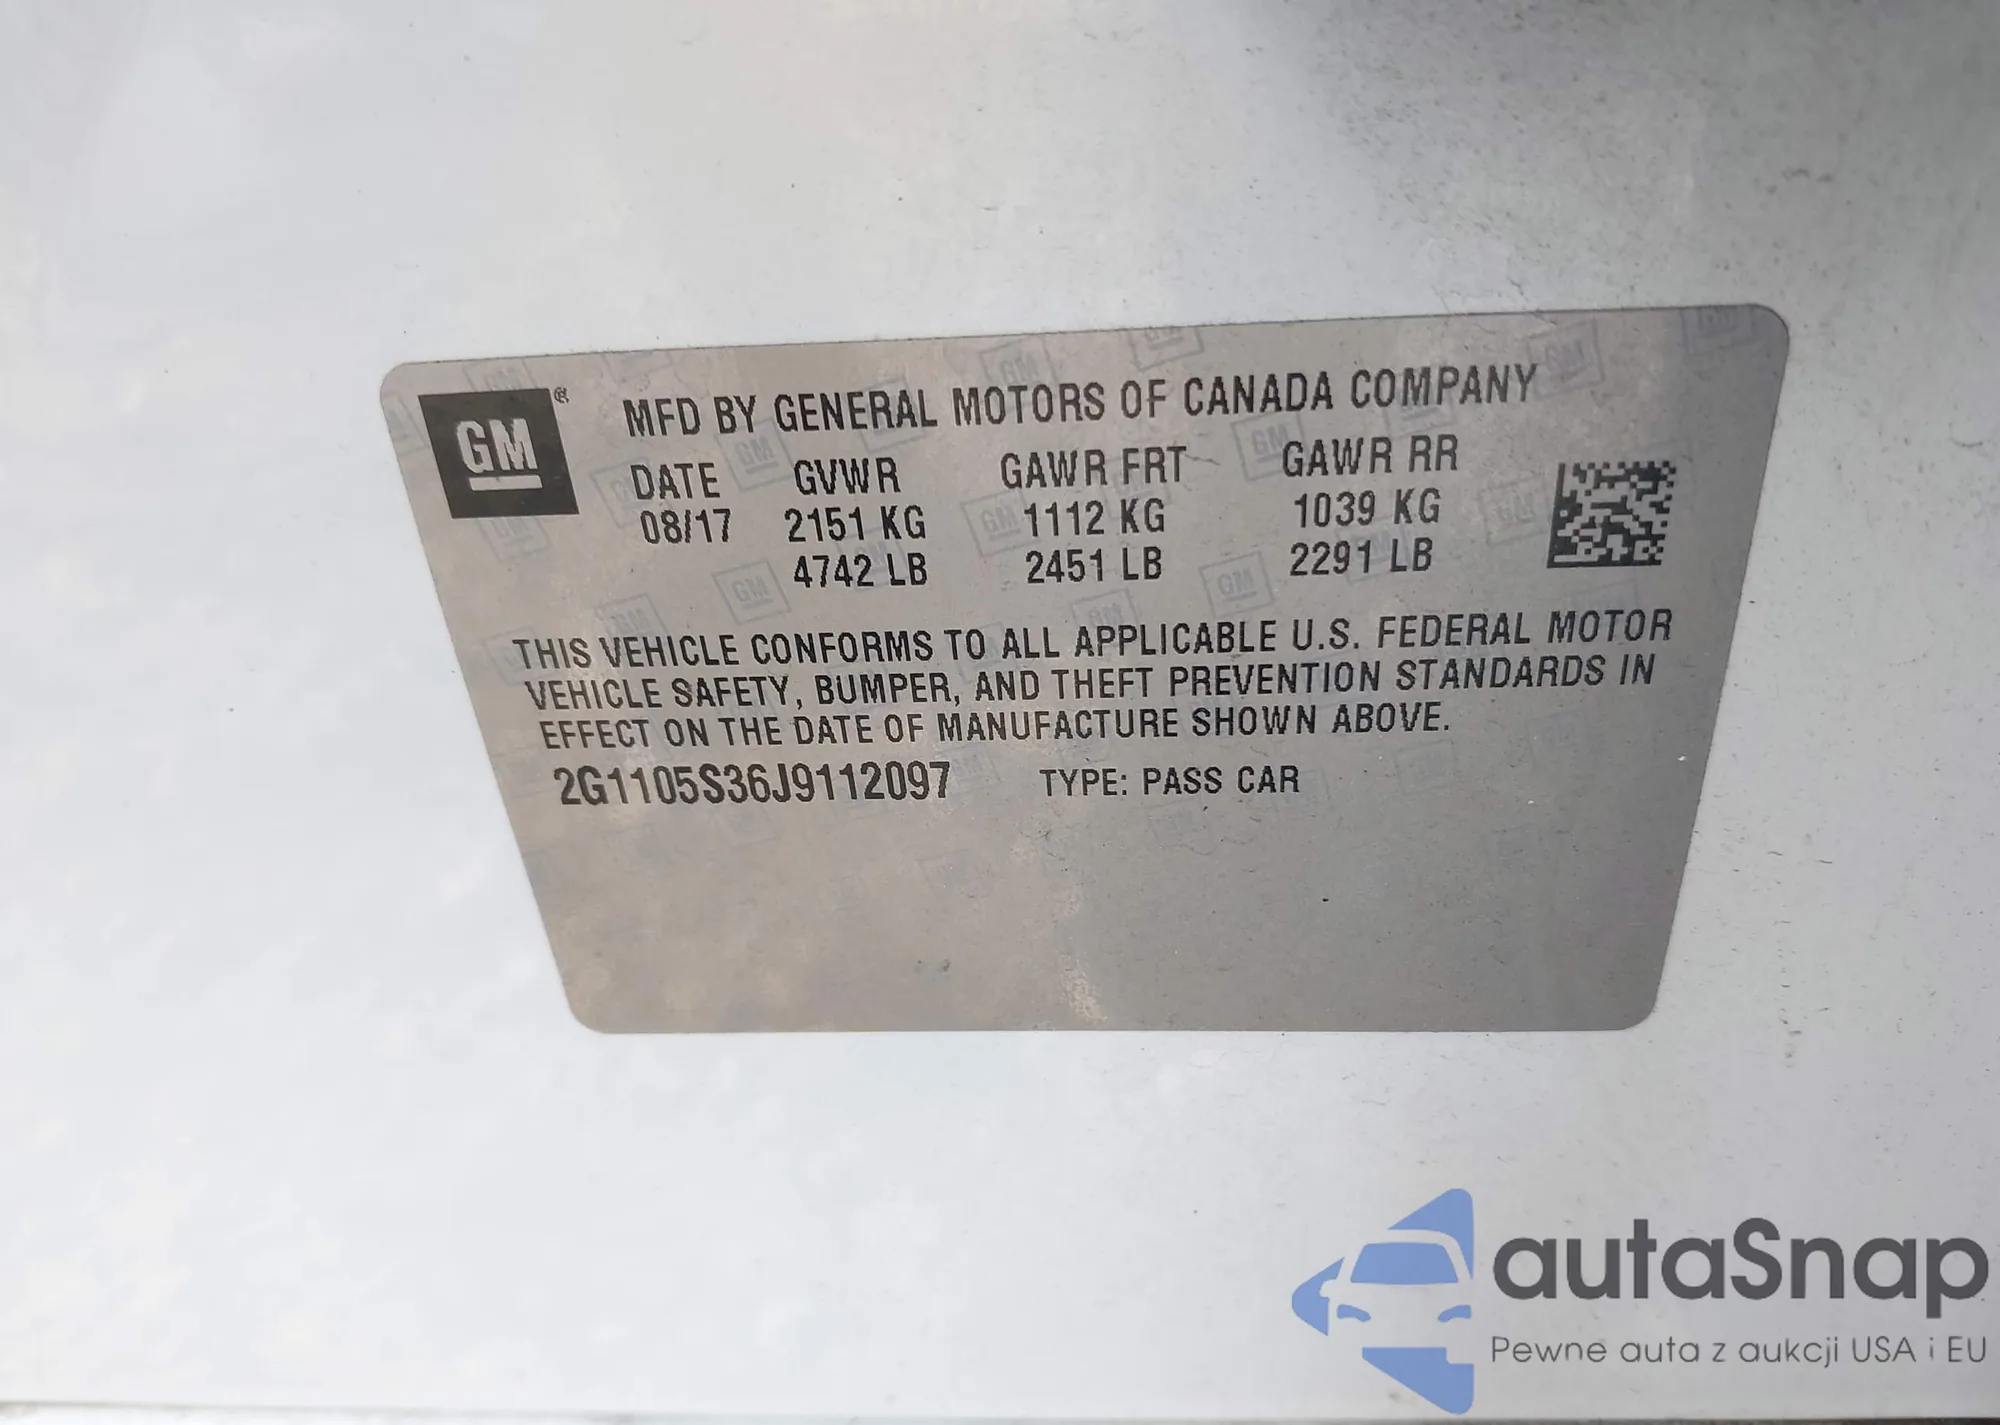 GM®
MFD BY GENERAL MOTORS OF CANADA COMPANY
DATE GVWR GAWR FRT GAWR RR
08/17 2151 KG 1112 KG 1039 KG
4742 LB 2451 LB 2291 LB
THIS VEHICLE CONFORMS TO ALL APPLICABLE U.S. FEDERAL MOTOR
VEHICLE SAFETY, BUMPER, AND THEFT PREVENTION STANDARDS IN
EFFECT ON THE DATE OF MANUFACTURE SHOWN ABOVE.
2G1105S36J9112097 TYPE: PASS CAR
autaSnap
Pewne auta z aukcji USA i EU